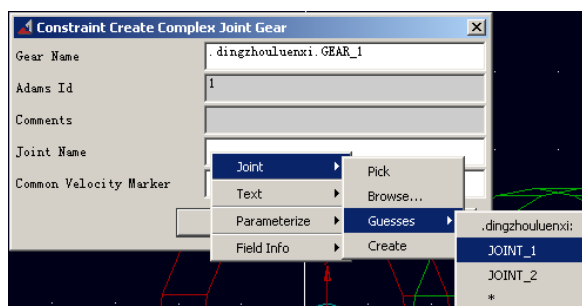 Constraint Create Complex Joint Gear
Gear Name
.dingzhouluenxi.GEAR_1
Adams Id
1
Comments
Joint Name
Common Velocity Marker
Joint
Text
Parameterize
Field Info
Pick
Browse...
Guesses
Create
.dingzhouluenxi:
JOINT_1
JOINT_2
*